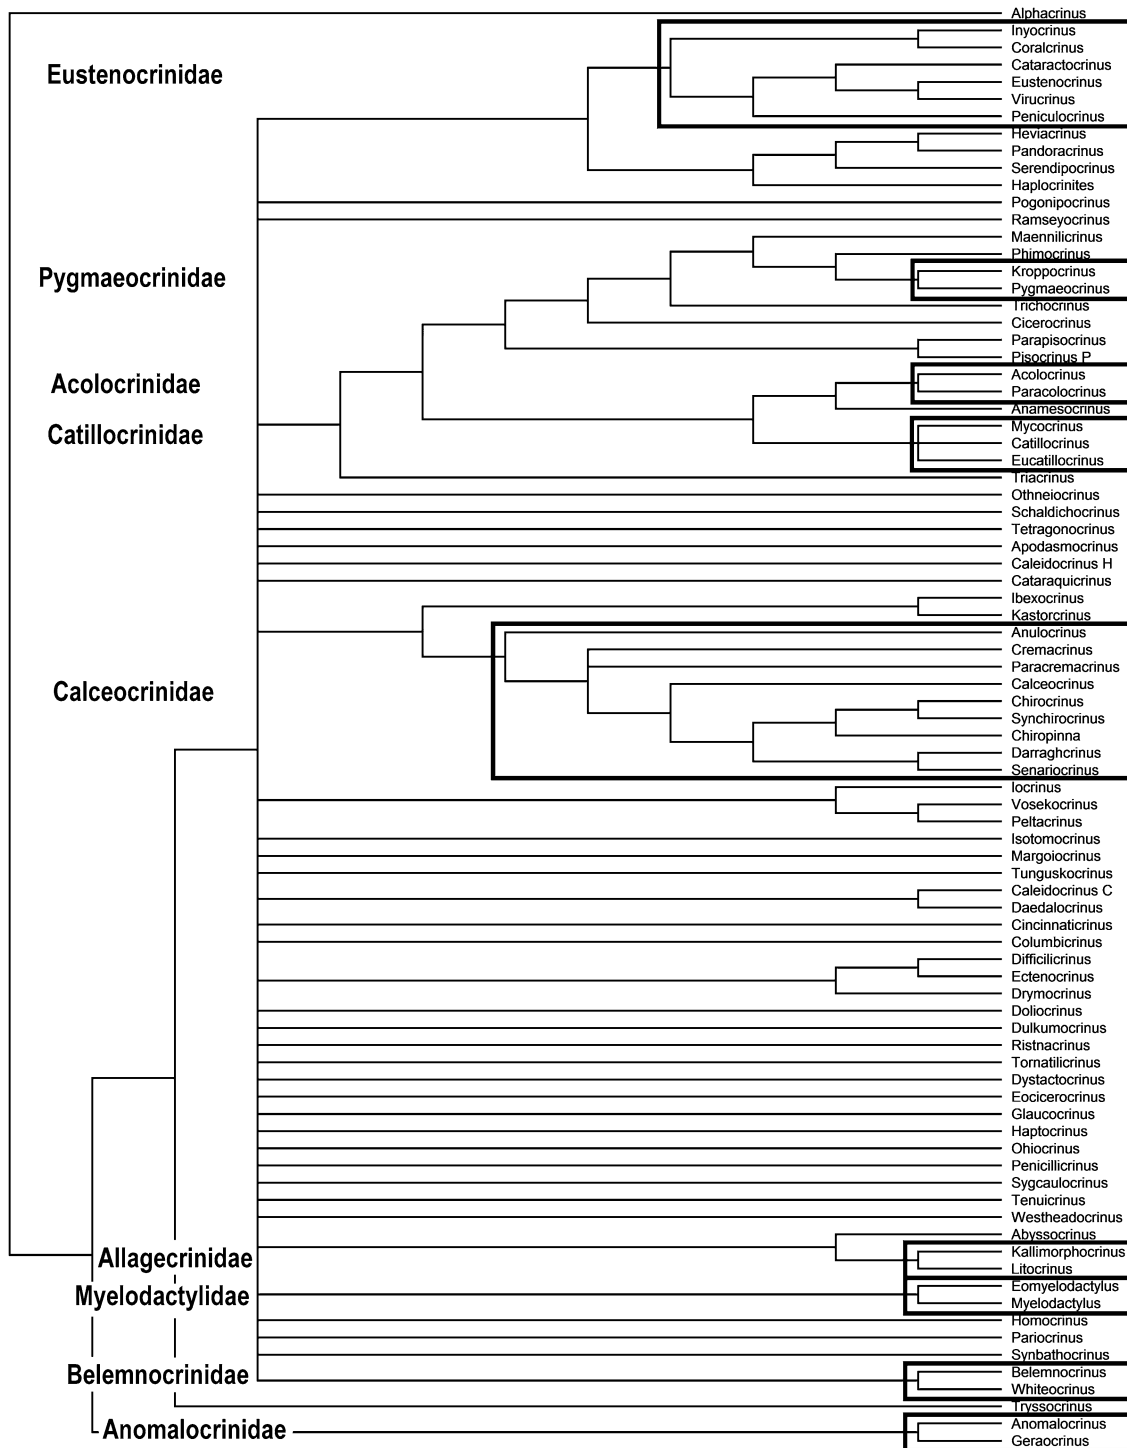 Alphacrinus
Inyocrinus
Coralcrinus
Eustenocrinidae
Cataractocrinus
Eustenocrinus
Virucrinus
Peniculocrinus
Heviacrinus
Pandoracrinus
Serendipocrinus
Haplocrinites
Pogonipocrinus
Ramseyocrinus
Maennilicrinus
Phimocrinus
Pygmaeocrinidae
Kroppocrinus
Pygmaeocrinus
Trichocrinus
Cicerocrinus
Parapisocrinus
Pisocrinus P
Acolocrinidae
Acolocrinus
Paracolocrinus
Anamesocrinus
Catillocrinidae
Mycocrinus
Catillocrinus
Eucatillocrinus
Triacrinus
Othneiocrinus
Schaldichocrinus
Tetragonocrinus
Apodasmocrinus
Caleidocrinus H
Cataraquicrinus
Ibexocrinus
Kastorcrinus
Anulocrinus
Cremacrinus
Paracremacrinus
Calceocrinidae
Calceocrinus
Chirocrinus
Synchirocrinus
Chiropinna
Darraghcrinus
Senariocrinus
Iocrinus
Vosekocrinus
Peltacrinus
Isotomocrinus
Margoiocrinus
Tunguskocrinus
Caleidocrinus C
Daedalocrinus
Cincinnaticrinus
Columbicrinus
Difficilicrinus
Ectenocrinus
Drymocrinus
Doliocrinus
Dulkumocrinus
Ristnacrinus
Tornatilicrinus
Dystactocrinus
Eocicerocrinus
Glaucocrinus
Haptocrinus
Ohiocrinus
Penicillicrinus
Sygcaulocrinus
Tenuicrinus
Westheadocrinus
Abyssocrinus
Allagecrinidae
Kallimorphocrinus
Litocrinus
Myelodactylidae
Eomyelodactylus
Myelodactylus
Homocrinus
Pariocrinus
Synbathocrinus
Belemnocrinidae
Belemnocrinus
Whiteocrinus
Tryssocrinus
Anomalocrinidae
Anomalocrinus
Geraocrinus